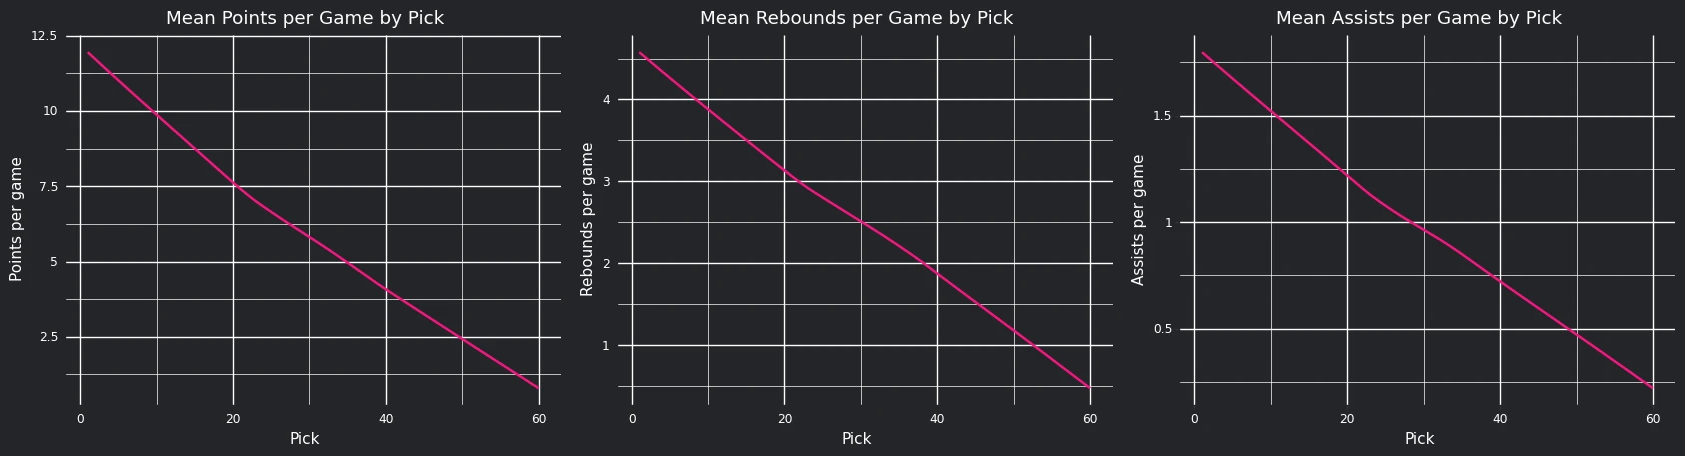 Mean Points per Game by Pick
Points per game
12.5
10
7.5
5
2.5
0
20
40
60
Pick
Mean Rebounds per Game by Pick
Rebounds per game
4
3
2
1
0
20
40
60
Pick
Mean Assists per Game by Pick
Assists per game
1.5
1
0.5
0
20
40
60
Pick